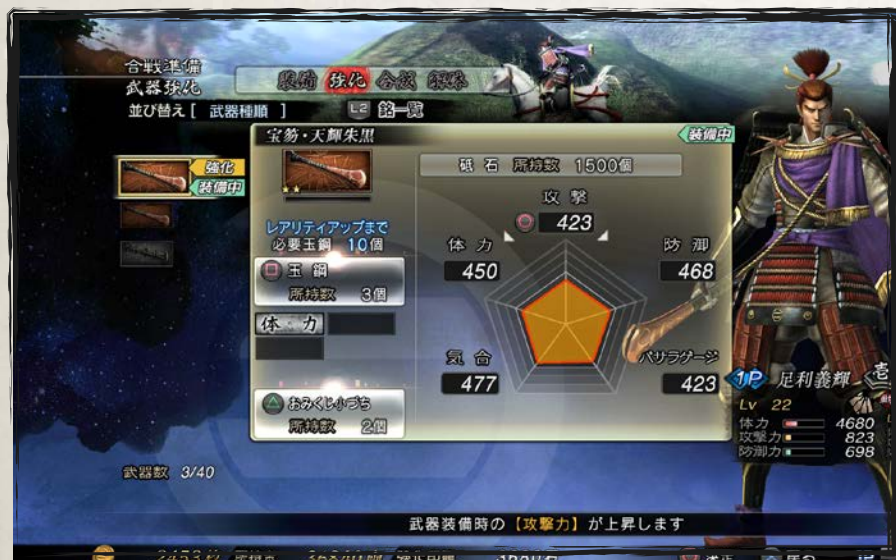 合戦準備
武器強化
装備 強化 合成
並び替え [ 武器種順 ]
L2 銘一覧
宝笏・天輝朱黒
装備中
強化
装備中
砥石 所持数 1500個
レアリティアップまで
必要玉鋼 10個
玉鋼
所持数 3個
体力
おみくじ小づち
所持数 2個
攻撃
423
体力
450
防御
468
気合
477
バサラゲージ
423
1P 足利義輝
Lv 22
体力 4680
攻撃力 823
防御力 698
武器数 3/40
武器装備時の【攻撃力】が上昇します